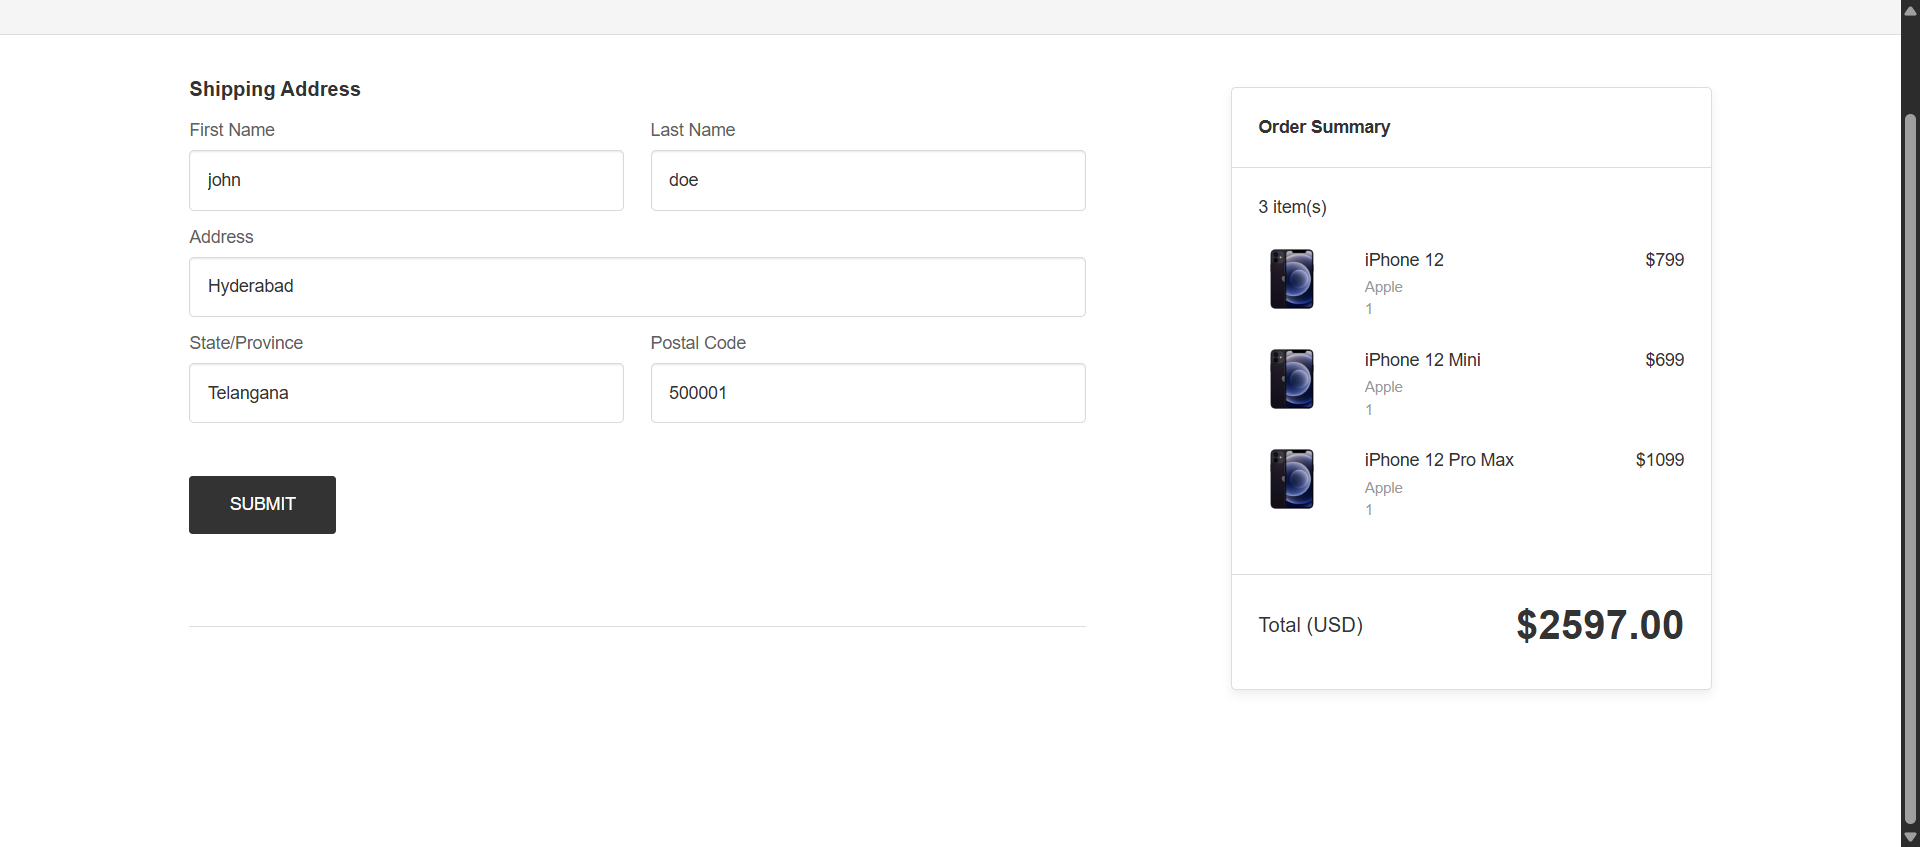 Shipping Address
First Name
Last Name
john
doe
Address
Hyderabad
State/Province
Postal Code
Telangana
500001
SUBMIT
Order Summary
3 item(s)
iPhone 12
$799
Apple
1
iPhone 12 Mini
$699
Apple
1
iPhone 12 Pro Max
$1099
Apple
1
Total (USD)
$2597.00